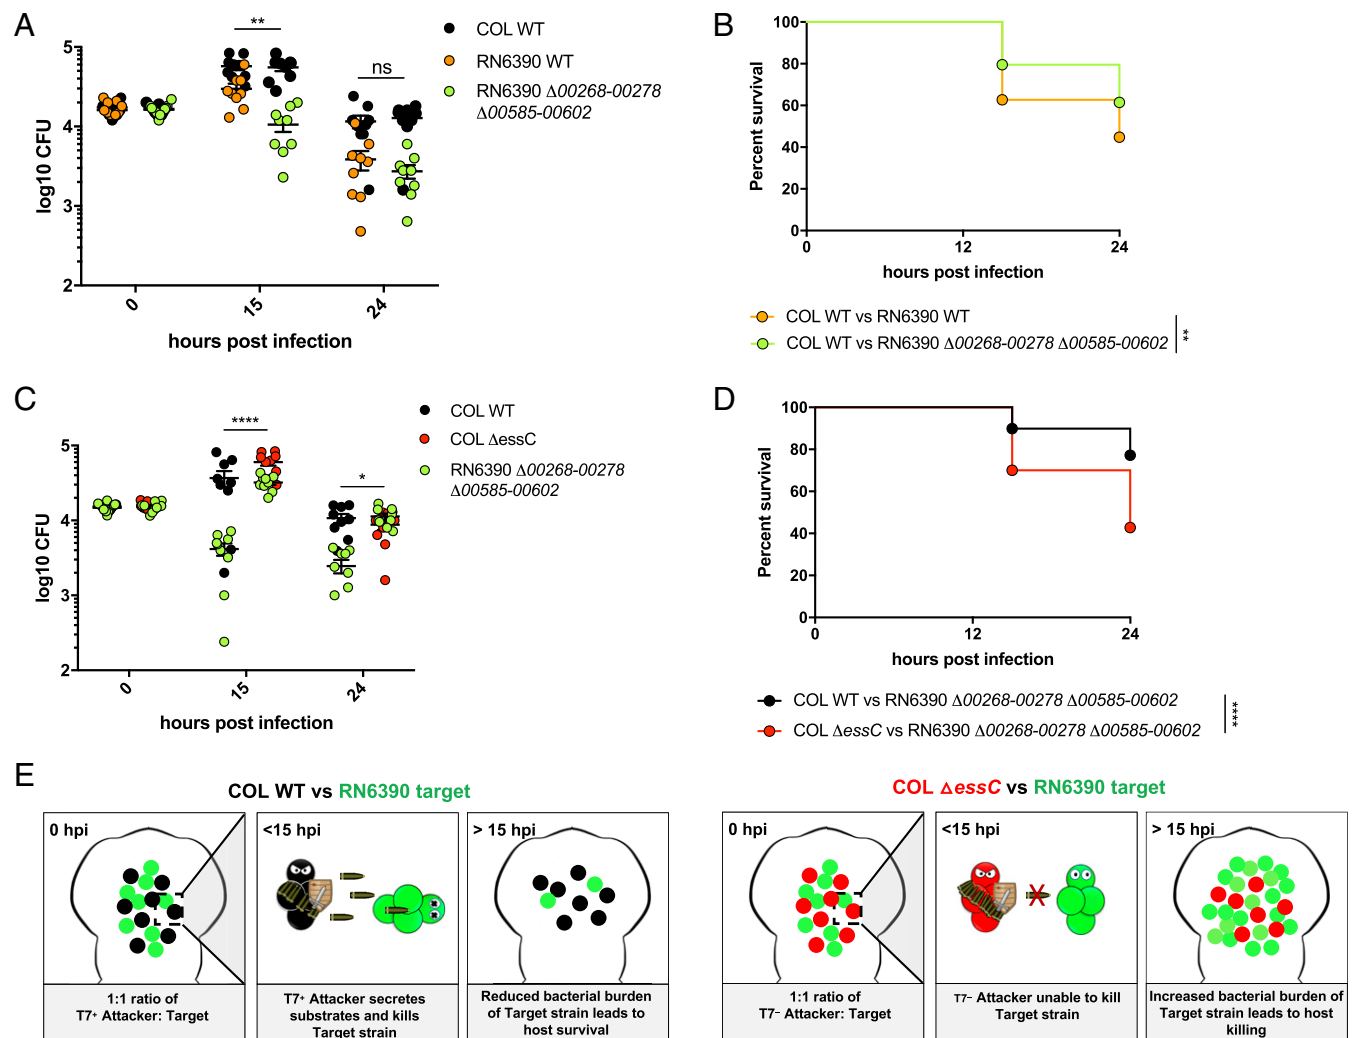 A
log10 CFU
5
4
3
2
**
ns
0
15
24
hours post infection
COL WT
RN6390 WT
RN6390 Δ00268-00278
Δ00585-00602
B
Percent survival
100
80
60
40
20
0
0
12
24
hours post infection
COL WT vs RN6390 WT
COL WT vs RN6390 Δ00268-00278 Δ00585-00602
**
C
log10 CFU
5
4
3
2
****
*
0
15
24
hours post infection
COL WT
COL ΔessC
RN6390 Δ00268-00278
Δ00585-00602
D
Percent survival
100
80
60
40
20
0
0
12
24
hours post infection
COL WT vs RN6390 Δ00268-00278 Δ00585-00602
COL ΔessC vs RN6390 Δ00268-00278 Δ00585-00602
****
E
COL WT vs RN6390 target
0 hpi
<15 hpi
> 15 hpi
1:1 ratio of
T7+ Attacker: Target
T7+ Attacker secretes
substrates and kills
Target strain
Reduced bacterial burden
of Target strain leads to
host survival
COL ΔessC vs RN6390 target
0 hpi
<15 hpi
> 15 hpi
1:1 ratio of
T7− Attacker: Target
T7− Attacker unable to kill
Target strain
Increased bacterial burden of
Target strain leads to host
killing